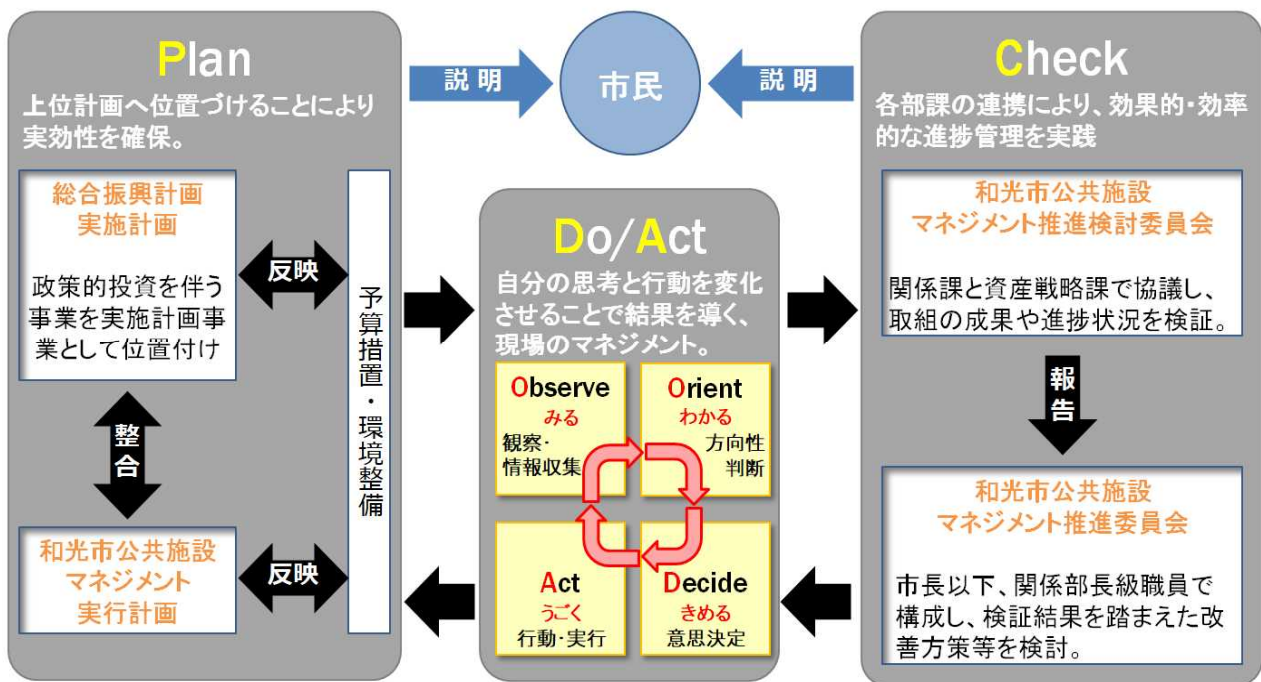 Plan
上位計画へ位置づけることにより
実効性を確保。
総合振興計画
実施計画
政策的投資を伴う
事業を実施計画事
業として位置付け
反映
整合
和光市公共施設
マネジメント
実行計画
反映
予算措置・環境整備
説明
市民
説明
Do/Act
自分の思考と行動を変化
させることで結果を導く、
現場のマネジメント。
Observe
みる
観察・
情報収集
Orient
わかる
方向性
判断
Act
うごく
行動・実行
Decide
きめる
意思決定
Check
各部課の連携により、効果的・効率
的な進捗管理を実践
和光市公共施設
マネジメント推進検討委員会
関係課と資産戦略課で協議し、
取組の成果や進捗状況を検証。
報告
和光市公共施設
マネジメント推進委員会
市長以下、関係部長級職員で
構成し、検証結果を踏まえた改
善方策等を検討。